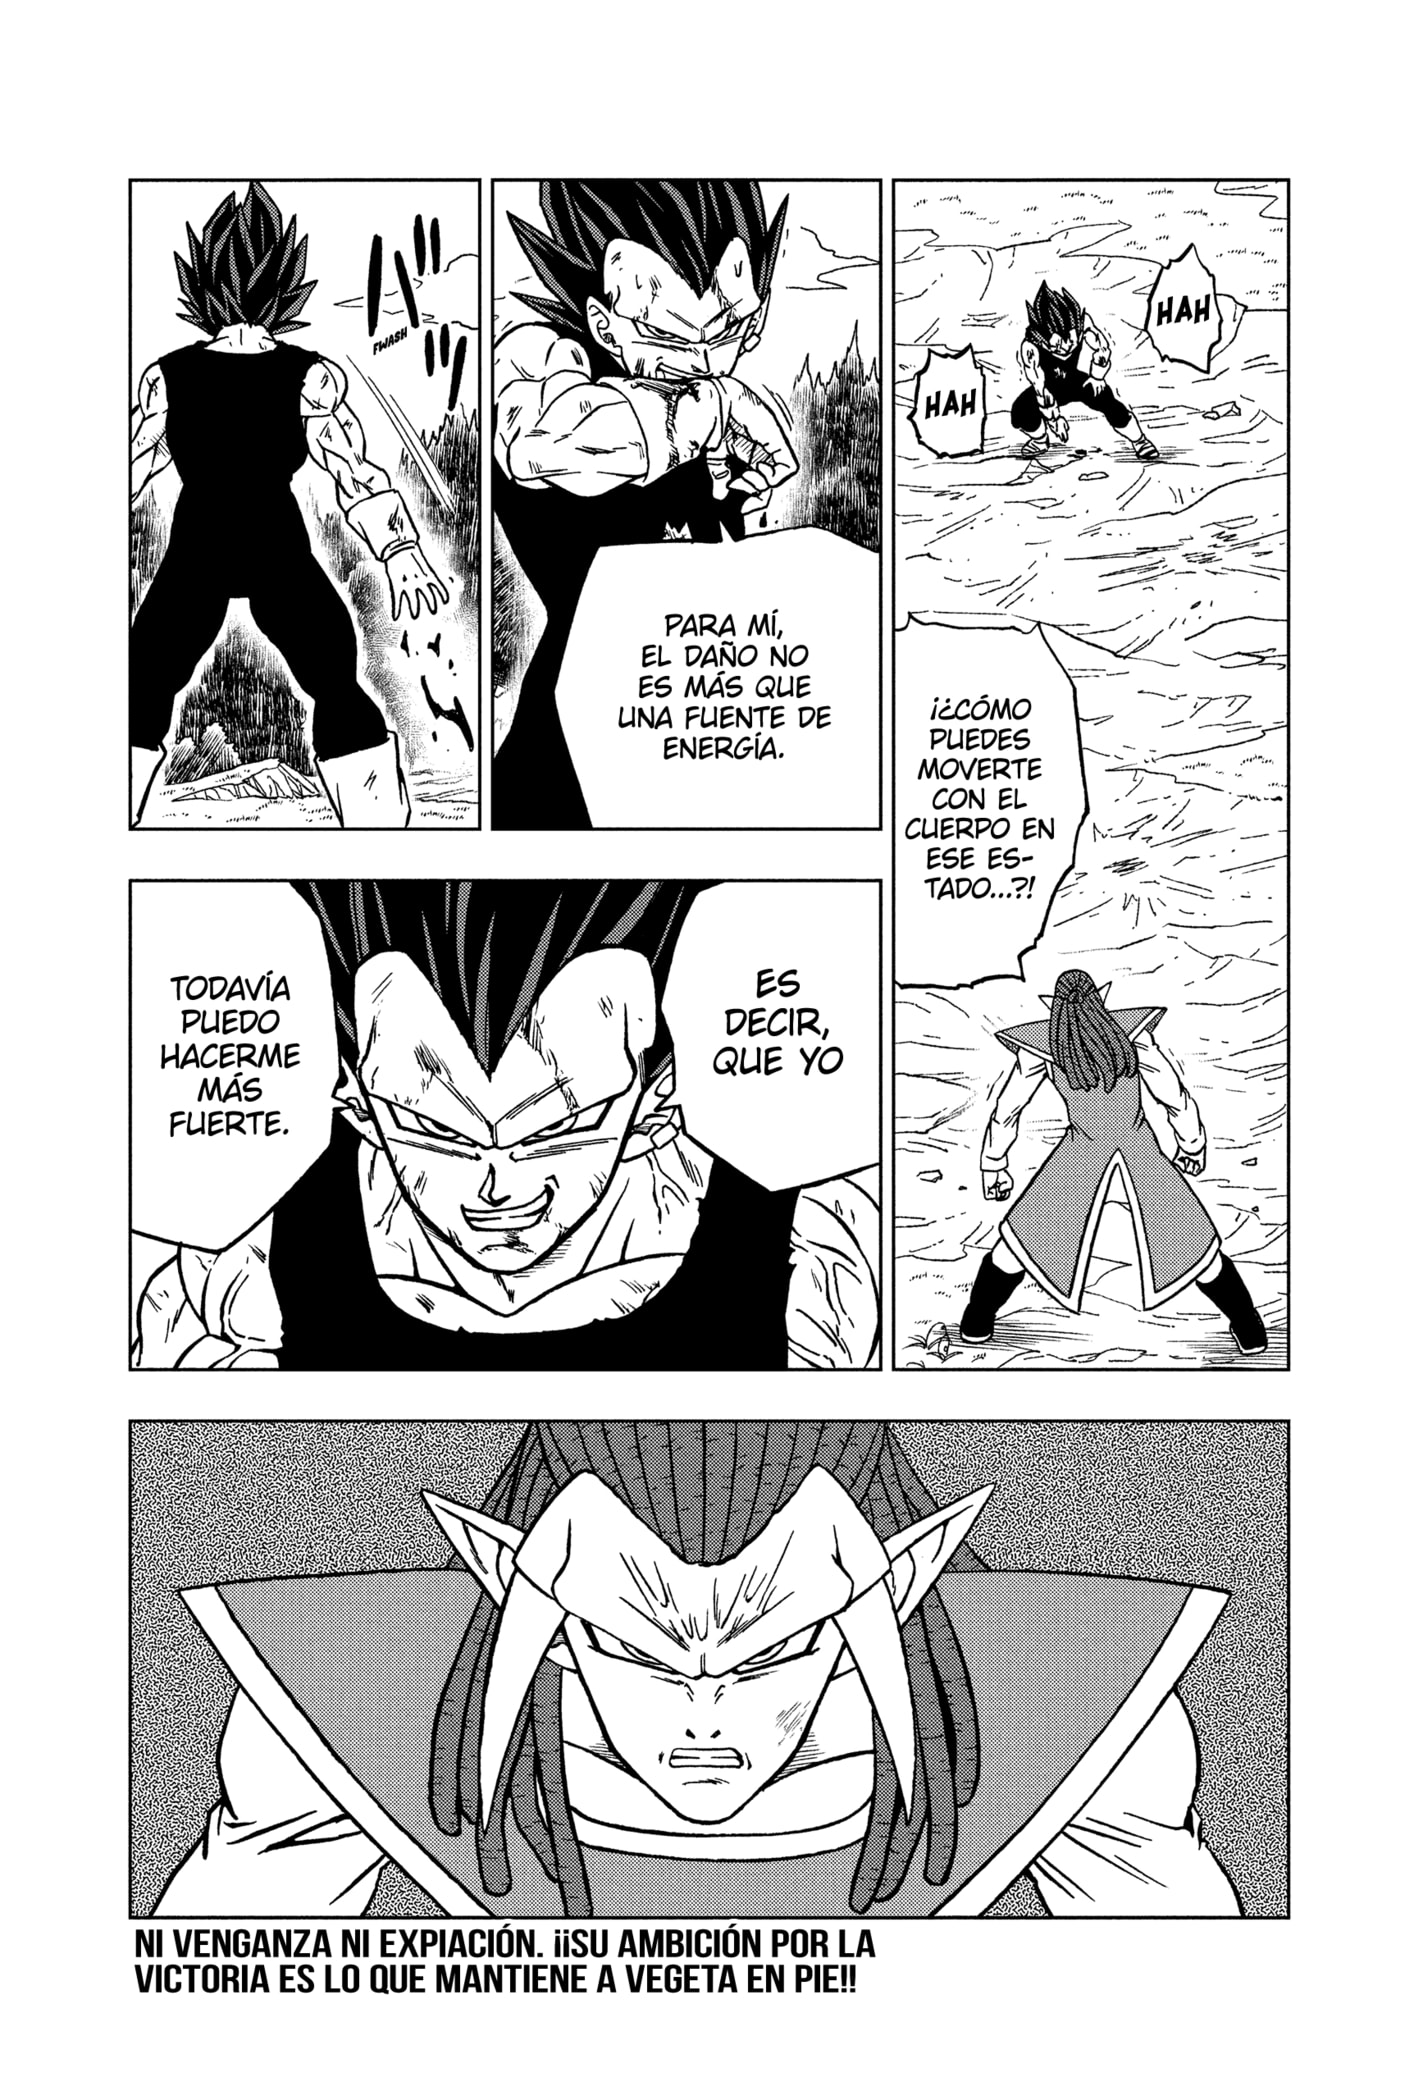 HAH
HAH
¡¿CÓMO
PUEDES
MOVERTE
CON EL
CUERPO EN
ESE ES-
TADO...?!
PARA MÍ,
EL DAÑO NO
ES MÁS QUE
UNA FUENTE DE
ENERGÍA.
バッ
FWASH
ES
DECIR,
QUE YO
TODAVÍA
PUEDO
HACERME
MÁS
FUERTE.
NI VENGANZA NI EXPIACIÓN. ¡¡SU AMBICIÓN POR LA
VICTORIA ES LO QUE MANTIENE A VEGETA EN PIE!!